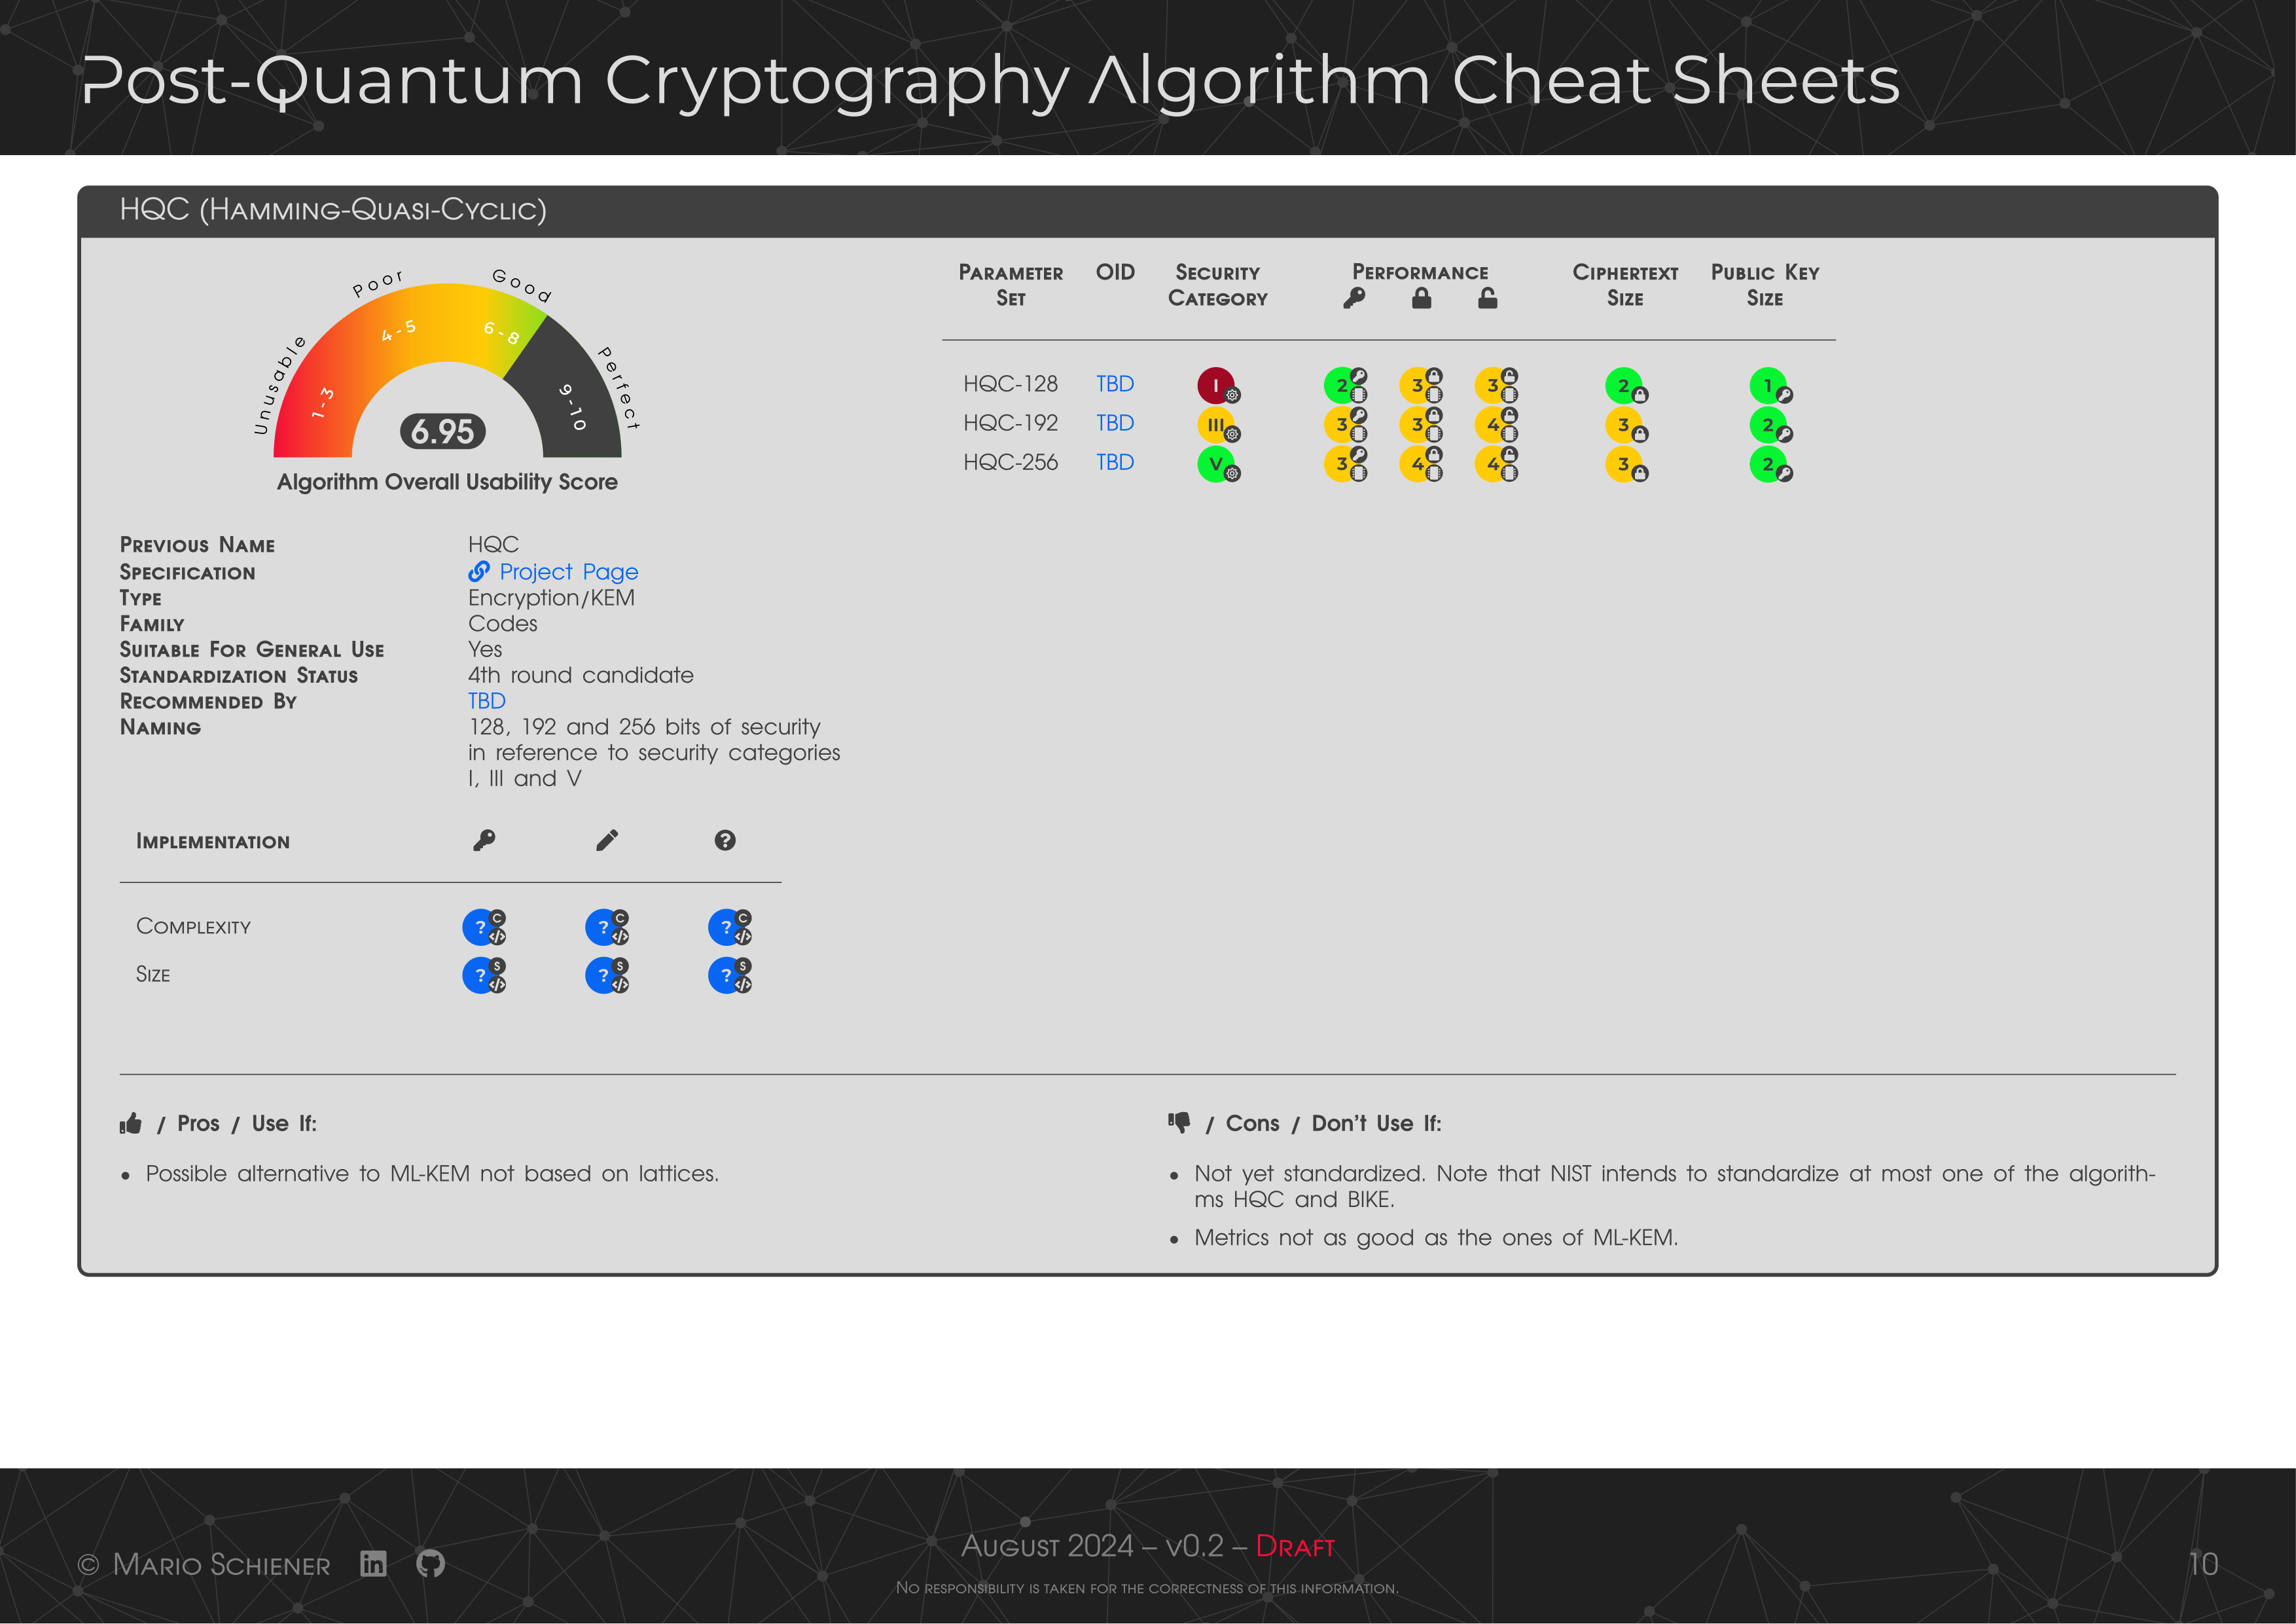 Post-Quantum Cryptography Algorithm Cheat Sheets
HQC (Hamming-Quasi-Cyclic)
Unusable Poor Good Perfect
1-3 4-5 6-8 9-10
6.95
Algorithm Overall Usability Score
Previous Name HQC
Specification Project Page
Type Encryption/KEM
Family Codes
Suitable For General Use Yes
Standardization Status 4th round candidate
Recommended By TBD
Naming 128, 192 and 256 bits of security
in reference to security categories
I, III and V
Implementation ?
Complexity ? C </> ? C </> ? C </>
Size ? S </> ? S </> ? S </>
Parameter OID Security Performance Ciphertext Public Key
Set Category Size Size
HQC-128 TBD I 2 3 3 2 1
HQC-192 TBD III 3 3 4 3 2
HQC-256 TBD V 3 4 4 3 2
/ Pros / Use If:
• Possible alternative to ML-KEM not based on lattices.
/ Cons / Don't Use If:
• Not yet standardized. Note that NIST intends to standardize at most one of the algorith-
ms HQC and BIKE.
• Metrics not as good as the ones of ML-KEM.
© Mario Schiener in
August 2024 – v0.2 – Draft
No responsibility is taken for the correctness of this information.
10